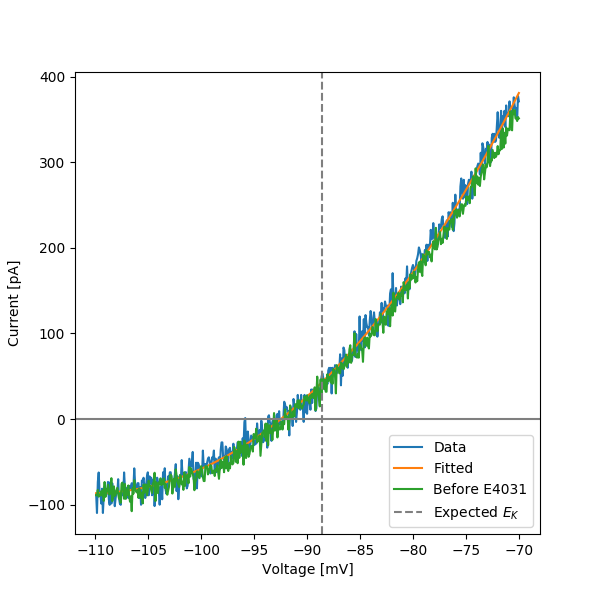 400
300
200
100
0
−100
Current [pA]
Data
Fitted
Before E4031
Expected E_K
−110 −105 −100 −95 −90 −85 −80 −75 −70
Voltage [mV]